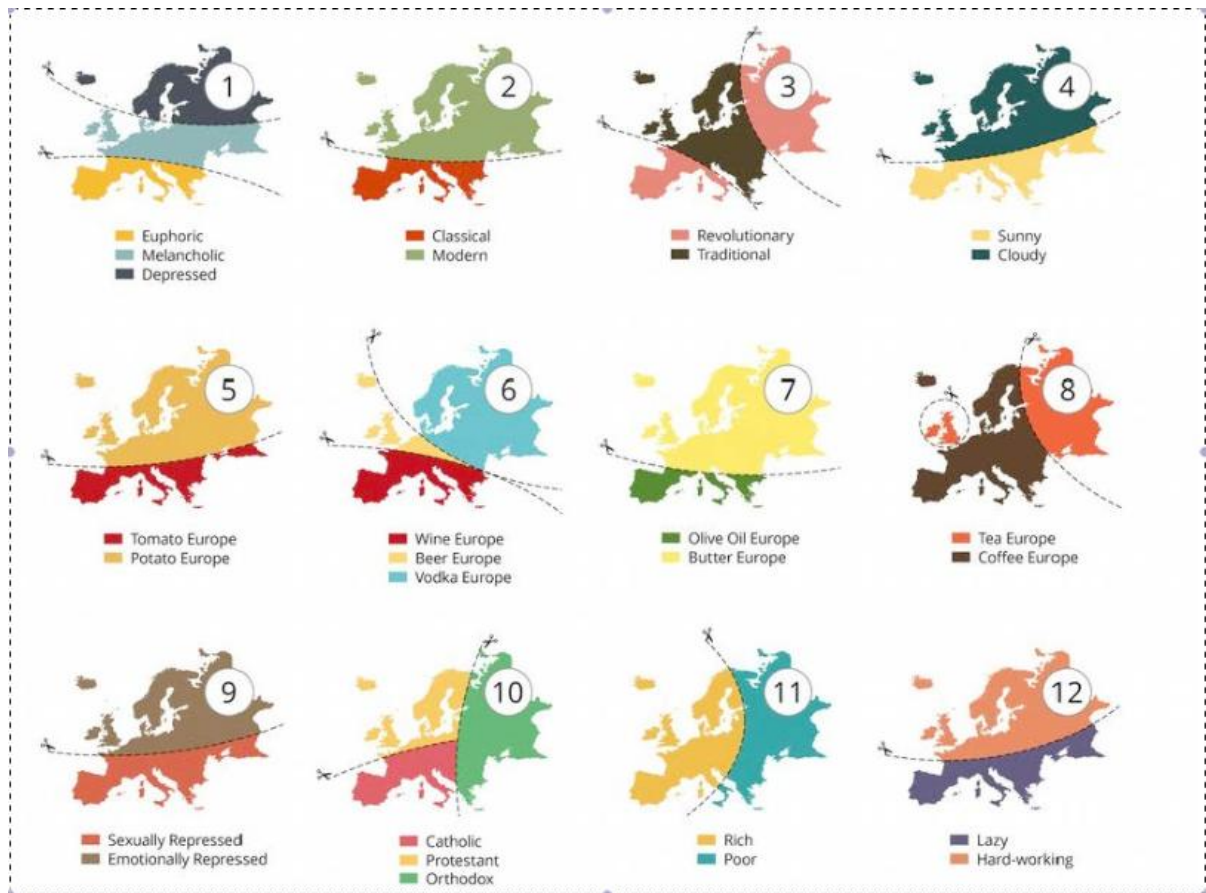 1
2
3
4
Euphoric
Melancholic
Depressed
Classical
Modern
Revolutionary
Traditional
Sunny
Cloudy
5
6
7
8
Tomato Europe
Potato Europe
Wine Europe
Beer Europe
Vodka Europe
Olive Oil Europe
Butter Europe
Tea Europe
Coffee Europe
9
10
11
12
Sexually Repressed
Emotionally Repressed
Catholic
Protestant
Orthodox
Rich
Poor
Lazy
Hard-working